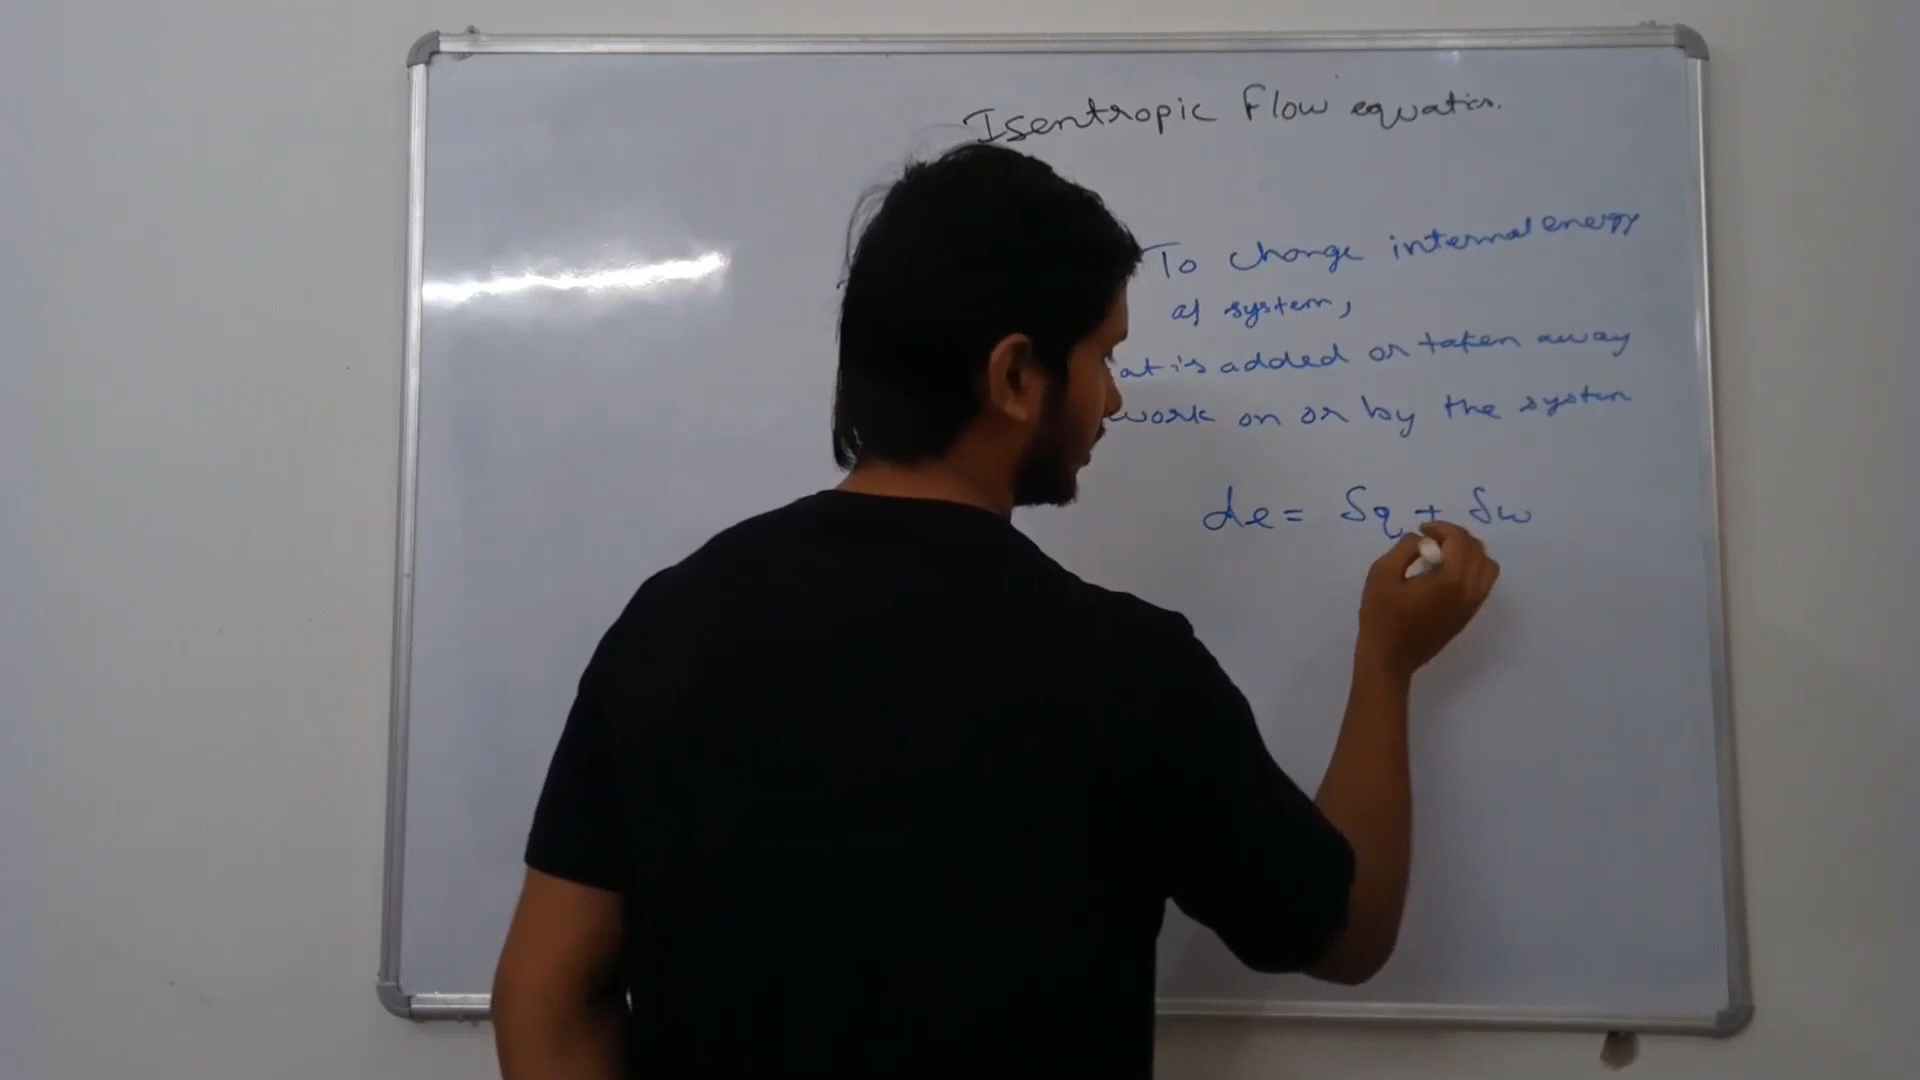 Isentropic Flow equation.
To change internal energy
of system,
at is added or taken away
work on or by the system
de = δq + δw